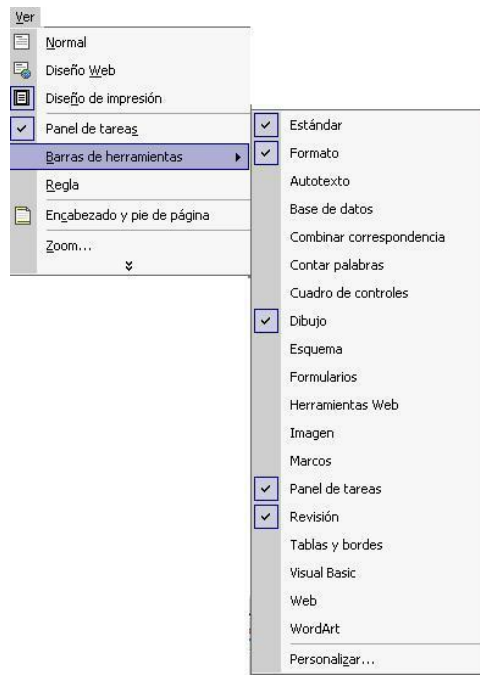 Ver
Normal
Diseño Web
Diseño de impresión
Panel de tareas
Barras de herramientas
Regla
Encabezado y pie de página
Zoom...
Estándar
Formato
Autotexto
Base de datos
Combinar correspondencia
Contar palabras
Cuadro de controles
Dibujo
Esquema
Formularios
Herramientas Web
Imagen
Marcos
Panel de tareas
Revisión
Tablas y bordes
Visual Basic
Web
WordArt
Personalizar...